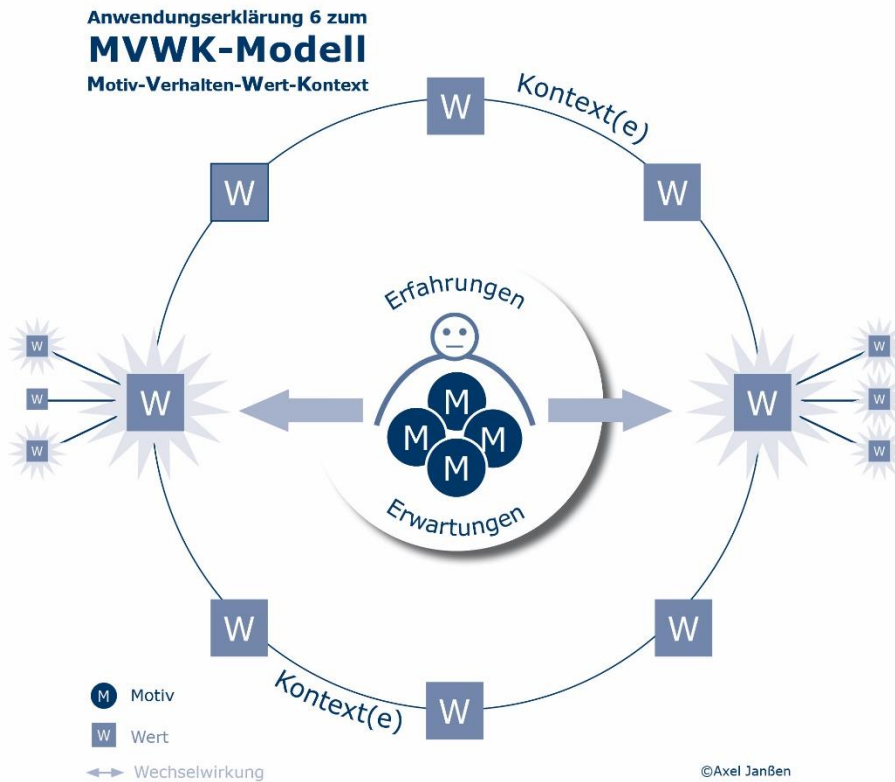 Anwendungserklärung 6 zum
MVWK-Modell
Motiv-Verhalten-Wert-Kontext
Kontext(e)
W
W
W
Erfahrungen
W
W
W
W
W
W
W
W
M
M
M
M
Erwartungen
W
W
Kontext(e)
W
M Motiv
W Wert
Wechselwirkung
©Axel Janßen